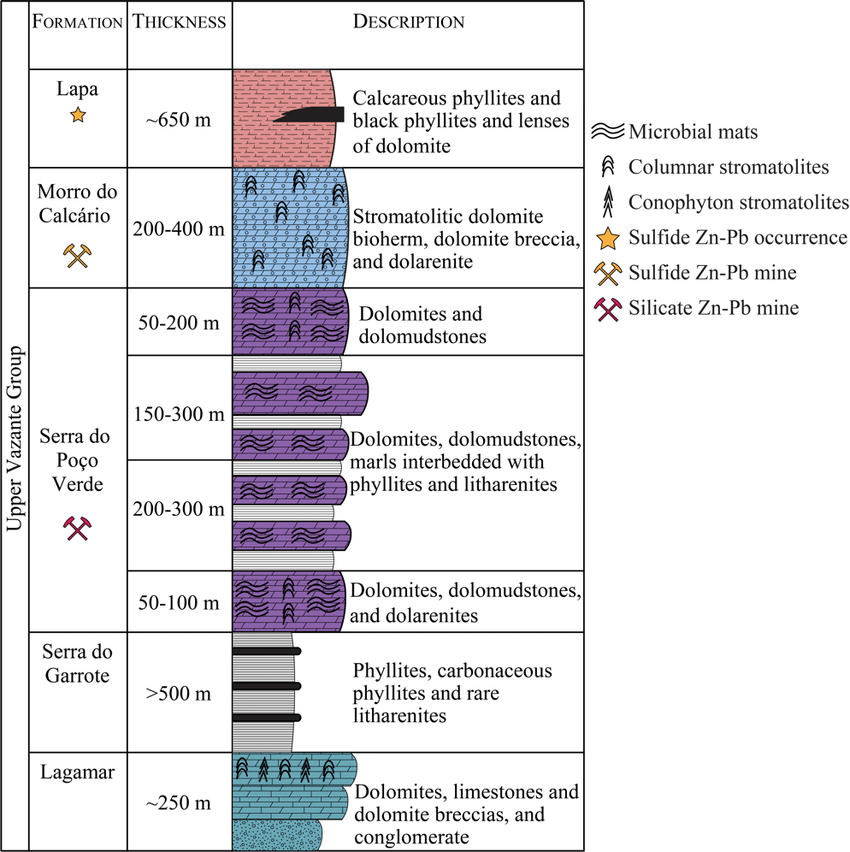 FORMATION
THICKNESS
DESCRIPTION
Upper Vazante Group
Lapa
~650 m
Calcareous phyllites and
black phyllites and lenses
of dolomite
Morro do
Calcário
200-400 m
Stromatolitic dolomite
bioherm, dolomite breccia,
and dolarenite
Serra do
Poço
Verde
50-200 m
Dolomites and
dolomudstones
150-300 m
200-300 m
Dolomites, dolomudstones,
marls interbedded with
phyllites and litharenites
50-100 m
Dolomites, dolomudstones,
and dolarenites
Serra do
Garrote
>500 m
Phyllites, carbonaceous
phyllites and rare
litharenites
Lagamar
~250 m
Dolomites, limestones and
dolomite breccias, and
conglomerate
Microbial mats
Columnar stromatolites
Conophyton stromatolites
Sulfide Zn-Pb occurrence
Sulfide Zn-Pb mine
Silicate Zn-Pb mine